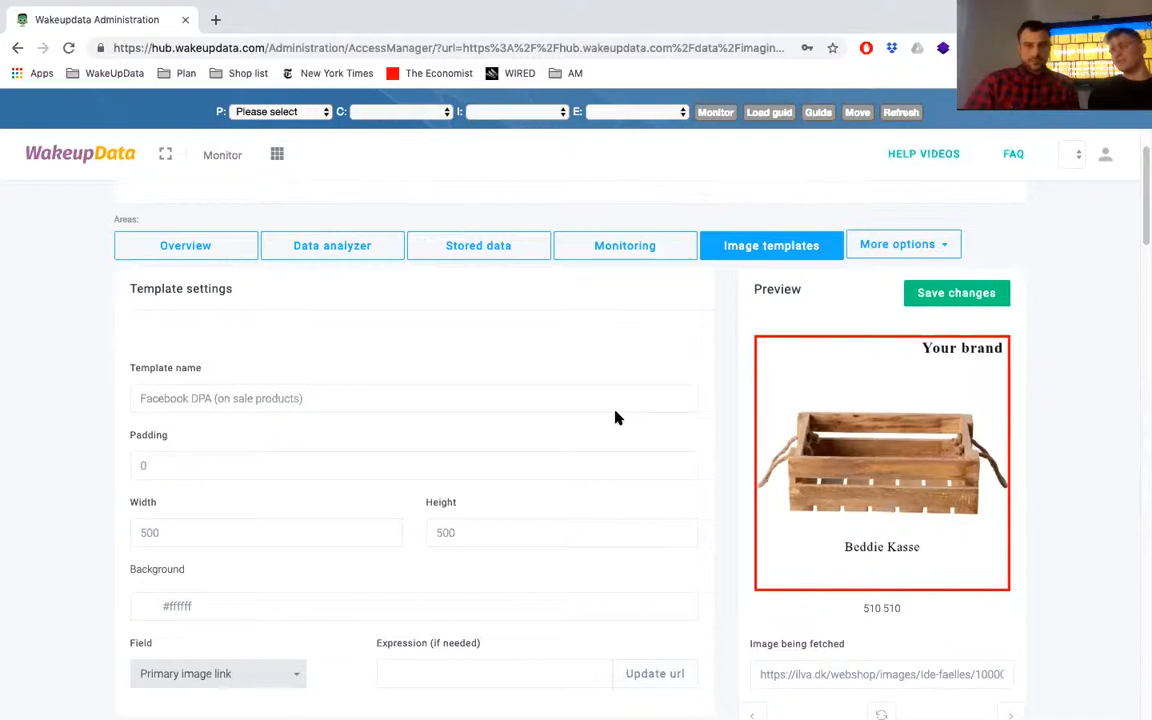 Wakeupdata Administration
https://hub.wakeupdata.com/Administration/AccessManager/?url=https%3A%2F%2Fhub.wakeupdata.com%2Fdata%2Fimagin...
Apps WakeUpData Plan Shop list New York Times The Economist WIRED AM
P: Please select C: I: E: Monitor Load guid Guids Move Refresh
WakeupData Monitor HELP VIDEOS FAQ
Areas:
Overview Data analyzer Stored data Monitoring Image templates More options
Template settings
Preview
Save changes
Your brand
Template name
Facebook DPA (on sale products)
Padding
0
Width Height
500 500
Beddie Kasse
Background
#ffffff
510 510
Field Expression (if needed)
Primary image link Update url
Image being fetched
https://ilva.dk/webshop/images/Ide-faelles/1000